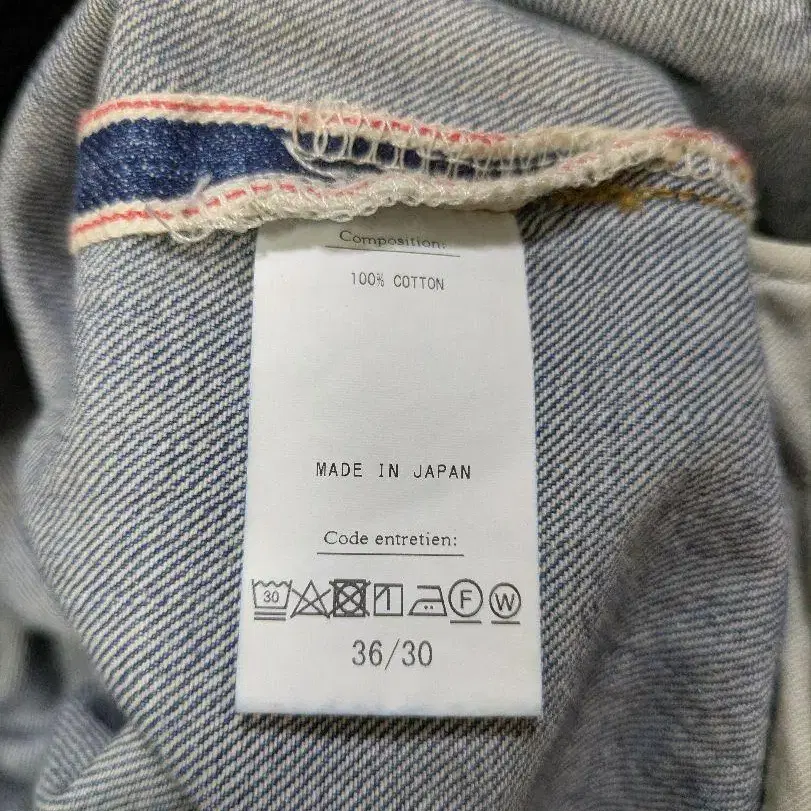 Composition:
100% COTTON
MADE IN JAPAN
Code entretien:
30 F W
36/30